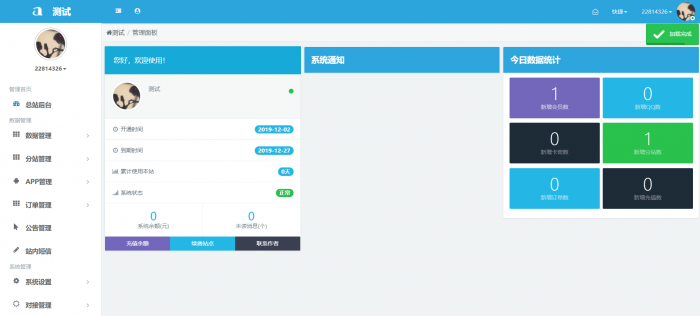 a 测试
快捷
22814326
测试 / 管理面板
加载完成
22814326
管理首页
总站后台
数据管理
数据管理
分站管理
APP管理
订单管理
公告管理
站内短信
系统管理
系统设置
对接管理
您好，欢迎使用！
测试
开通时间 2019-12-02
到期时间 2019-12-27
累计使用本站 0天
系统状态 正常
0 0
系统余额(元) 未读消息(个)
充值余额 续费站点 联系作者
系统通知
今日数据统计
1 0
新增会员数 新增QQ数
0 1
新增卡密数 新增分站数
0 0
新增订单数 新增充值数